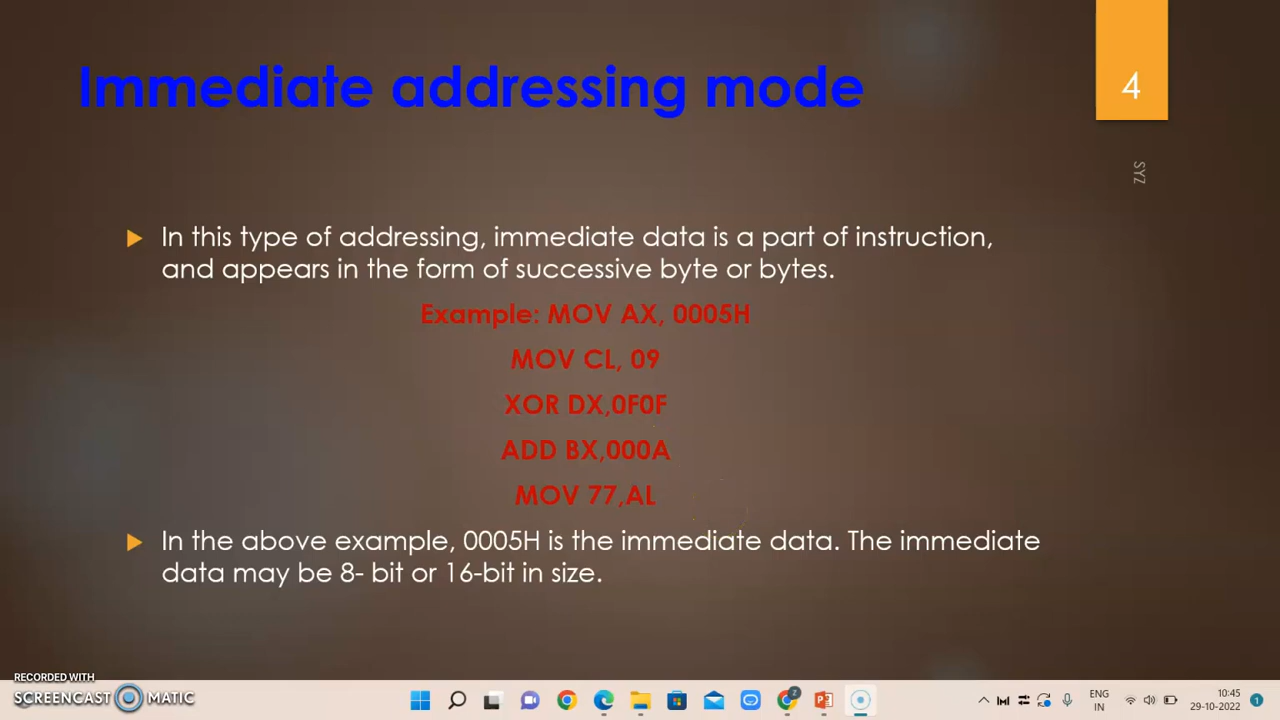 Immediate addressing mode
4
SYZ
In this type of addressing, immediate data is a part of instruction,
and appears in the form of successive byte or bytes.
Example: MOV AX, 0005H
MOV CL, 09
XOR DX,0F0F
ADD BX,000A
MOV 77,AL
In the above example, 0005H is the immediate data. The immediate
data may be 8- bit or 16-bit in size.
RECORDED WITH
SCREENCAST MATIC
ENG
IN
10:45
29-10-2022
1